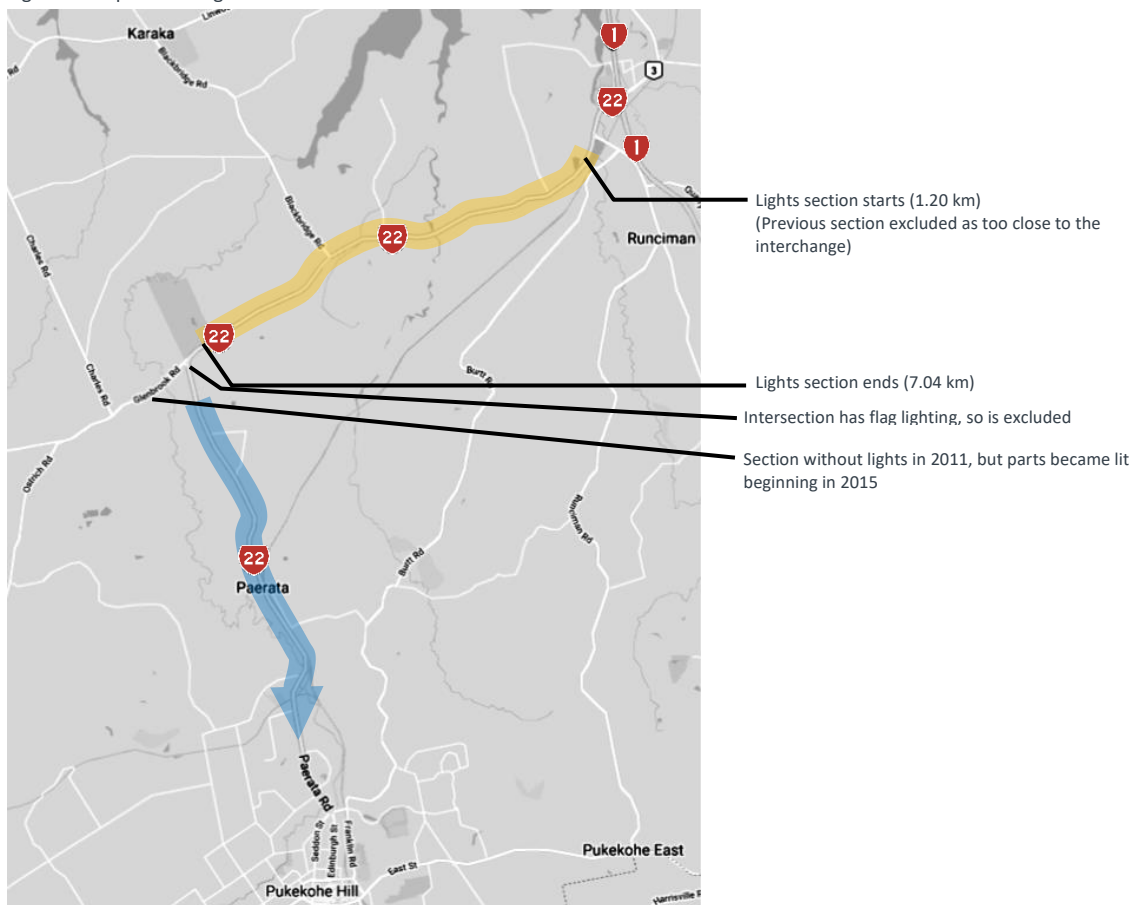 Karaka
Blackbridge Rd
1
3
22
1
Lights section starts (1.20 km)
(Previous section excluded as too close to the
interchange)
Runciman
Blackbridge Rd
22
Charles Rd
22
Lights section ends (7.04 km)
Burtt R
Charles Rd
Glenbrook Rd
Intersection has flag lighting, so is excluded
Section without lights in 2011, but parts became lit
beginning in 2015
Ostrich Rd
Runciman Rd
22
Burtt Rd
Paerata
Paerata Rd
Seddon St
Edinburgh St
Franklin Rd
East St
Pukekohe East
Pukekohe Hill
Harrisville R